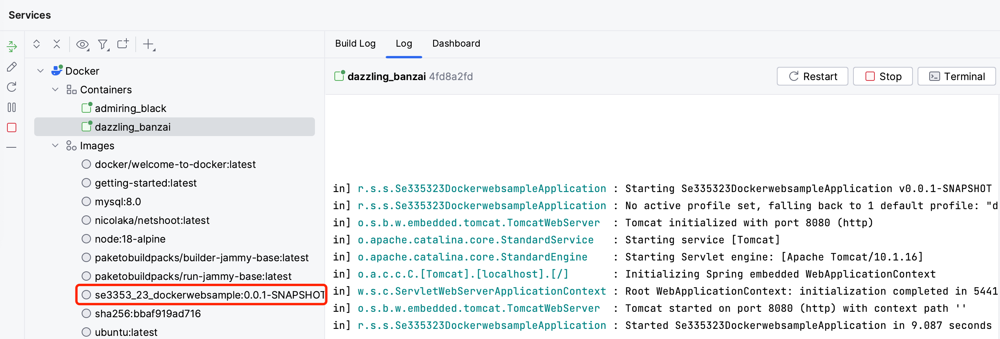 Services
Docker
Containers
admiring_black
dazzling_banzai
Images
docker/welcome-to-docker:latest
getting-started:latest
mysql:8.0
nicolaka/netshoot:latest
node:18-alpine
paketobuildpacks/builder-jammy-base:latest
paketobuildpacks/run-jammy-base:latest
se3353_23_dockerwebsample:0.0.1-SNAPSHOT
sha256:bbaf919ad716
ubuntu:latest
Build Log Log Dashboard
dazzling_banzai 4fd8a2fd Restart Stop Terminal
in] r.s.s.Se335323DockerwebsampleApplication : Starting Se335323DockerwebsampleApplication v0.0.1-SNAPSHOT
in] r.s.s.Se335323DockerwebsampleApplication : No active profile set, falling back to 1 default profile: "d
in] o.s.b.w.embedded.tomcat.TomcatWebServer : Tomcat initialized with port 8080 (http)
in] o.apache.catalina.core.StandardService : Starting service [Tomcat]
in] o.apache.catalina.core.StandardEngine : Starting Servlet engine: [Apache Tomcat/10.1.16]
in] o.a.c.c.C.[Tomcat].[localhost].[/] : Initializing Spring embedded WebApplicationContext
in] w.s.c.ServletWebServerApplicationContext : Root WebApplicationContext: initialization completed in 5441
in] o.s.b.w.embedded.tomcat.TomcatWebServer : Tomcat started on port 8080 (http) with context path ''
in] r.s.s.Se335323DockerwebsampleApplication : Started Se335323DockerwebsampleApplication in 9.087 seconds